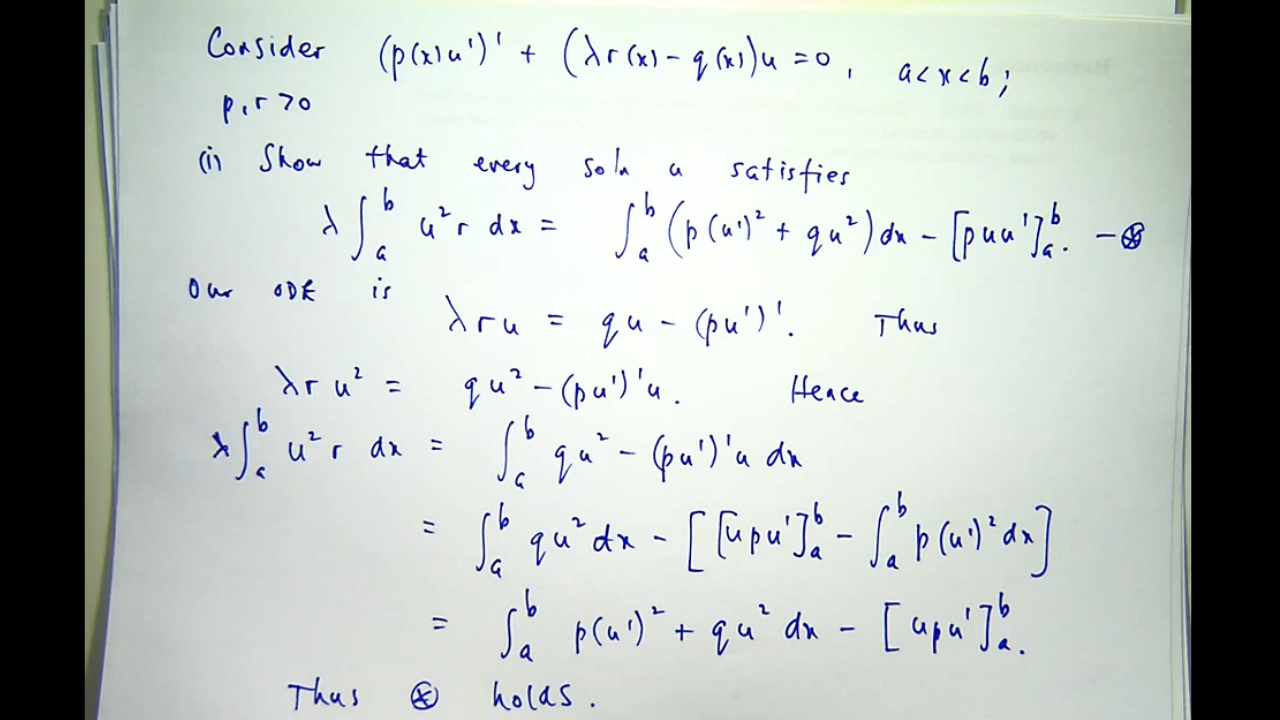 Consider (p(x)u')' + (λr(x) - q(x))u = 0, a<x<b;
p, r > 0
(i) Show that every soln u satisfies
λ∫_a^b u² r dx = ∫_a^b (p(u')² + qu²) dx - [puu']_a^b. - ⊛
Our ODE is
λru = qu - (pu')'. Thus
λru² = qu² - (pu')'u. Hence
λ∫_a^b u² r dx = ∫_a^b qu² - (pu')'u dx
= ∫_a^b qu² dx - [[upu']_a^b - ∫_a^b p(u')² dx]
= ∫_a^b p(u')² + qu² dx - [upu']_a^b.
Thus ⊛ holds.